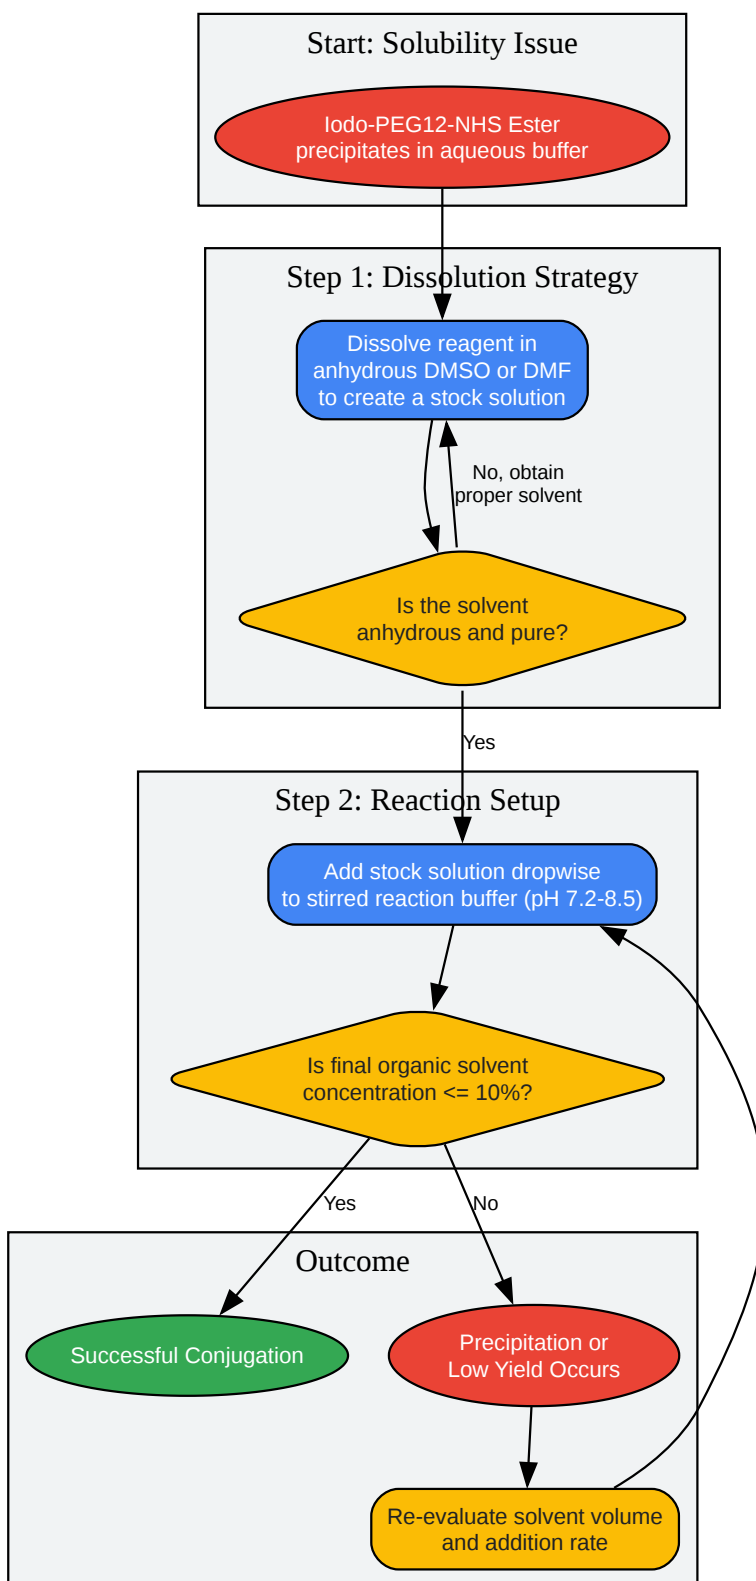 Start: Solubility Issue
Iodo-PEG12-NHS Ester
precipitates in aqueous buffer
Step 1: Dissolution Strategy
Dissolve reagent in
anhydrous DMSO or DMF
to create a stock solution
No, obtain
proper solvent
Is the solvent
anhydrous and pure?
Yes
Step 2: Reaction Setup
Add stock solution dropwise
to stirred reaction buffer (pH 7.2-8.5)
Is final organic solvent
concentration <= 10%?
Yes
No
Outcome
Successful Conjugation
Precipitation or
Low Yield Occurs
Re-evaluate solvent volume
and addition rate